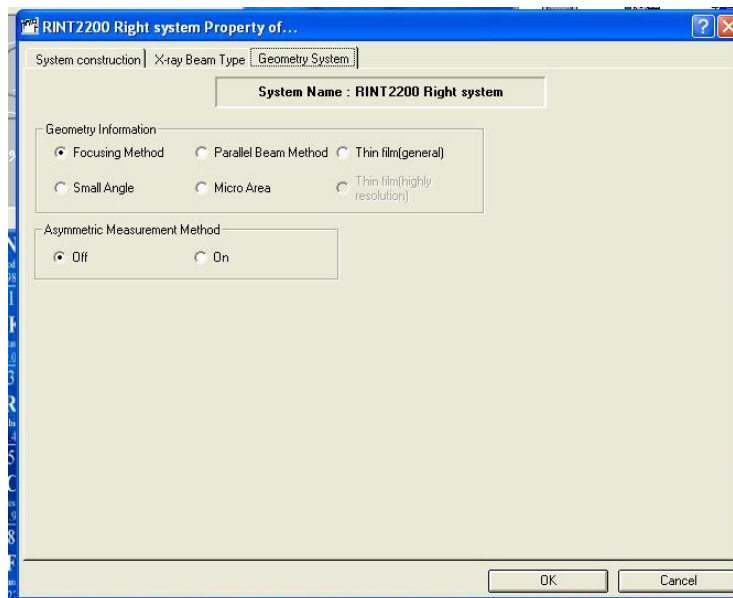 RINT2200 Right system Property of...
System construction X-ray Beam Type Geometry System
System Name : RINT2200 Right system
Geometry Information
Focusing Method Parallel Beam Method Thin film(general)
Small Angle Micro Area Thin film(highly
resolution)
Asymmetric Measurement Method
Off On
OK Cancel